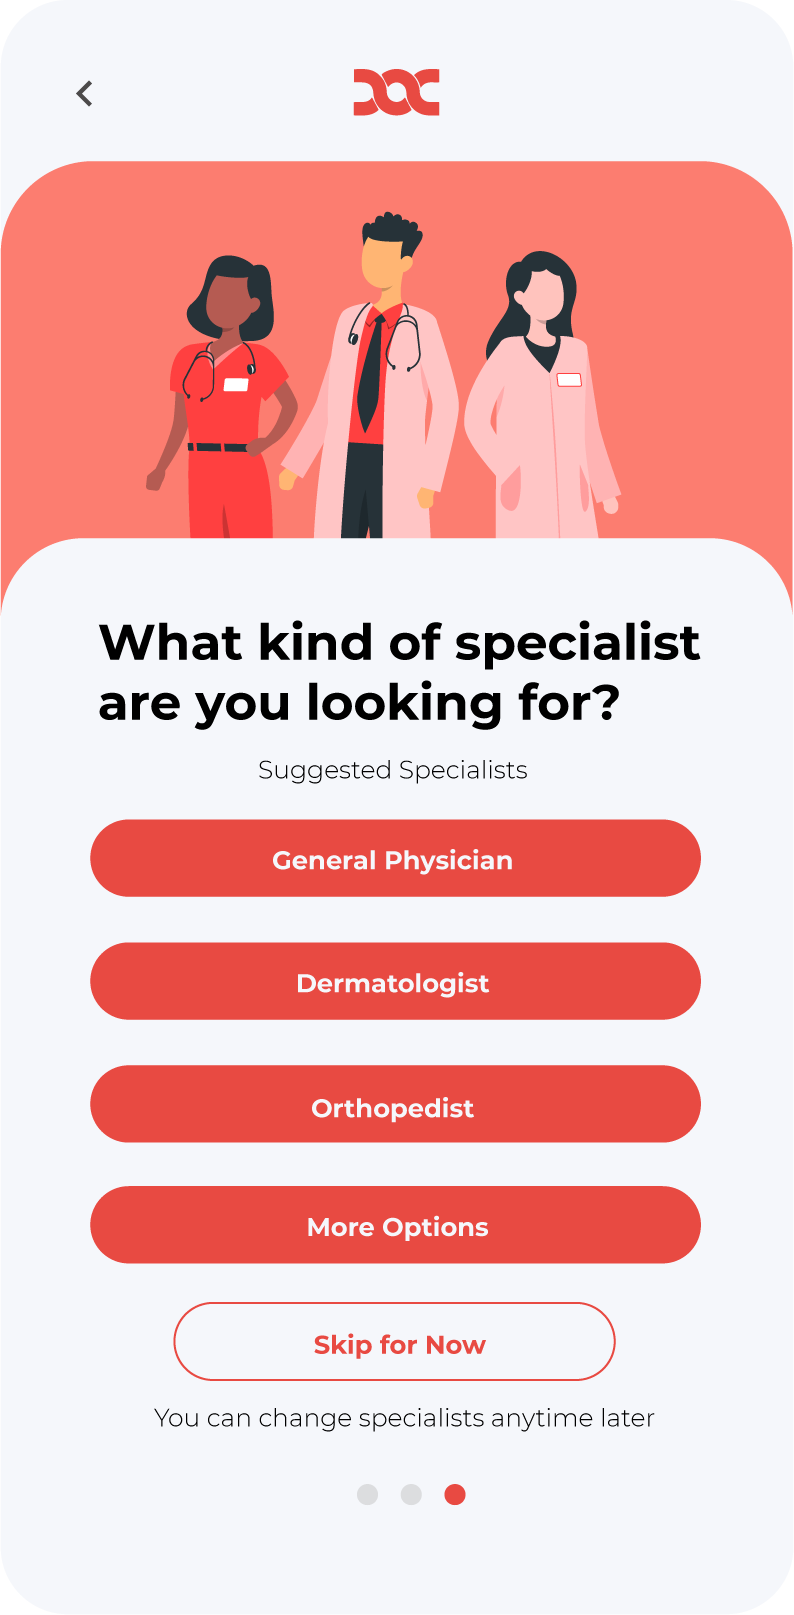 DOC
What kind of specialist
are you looking for?
Suggested Specialists
General Physician
Dermatologist
Orthopedist
More Options
Skip for Now
You can change specialists anytime later